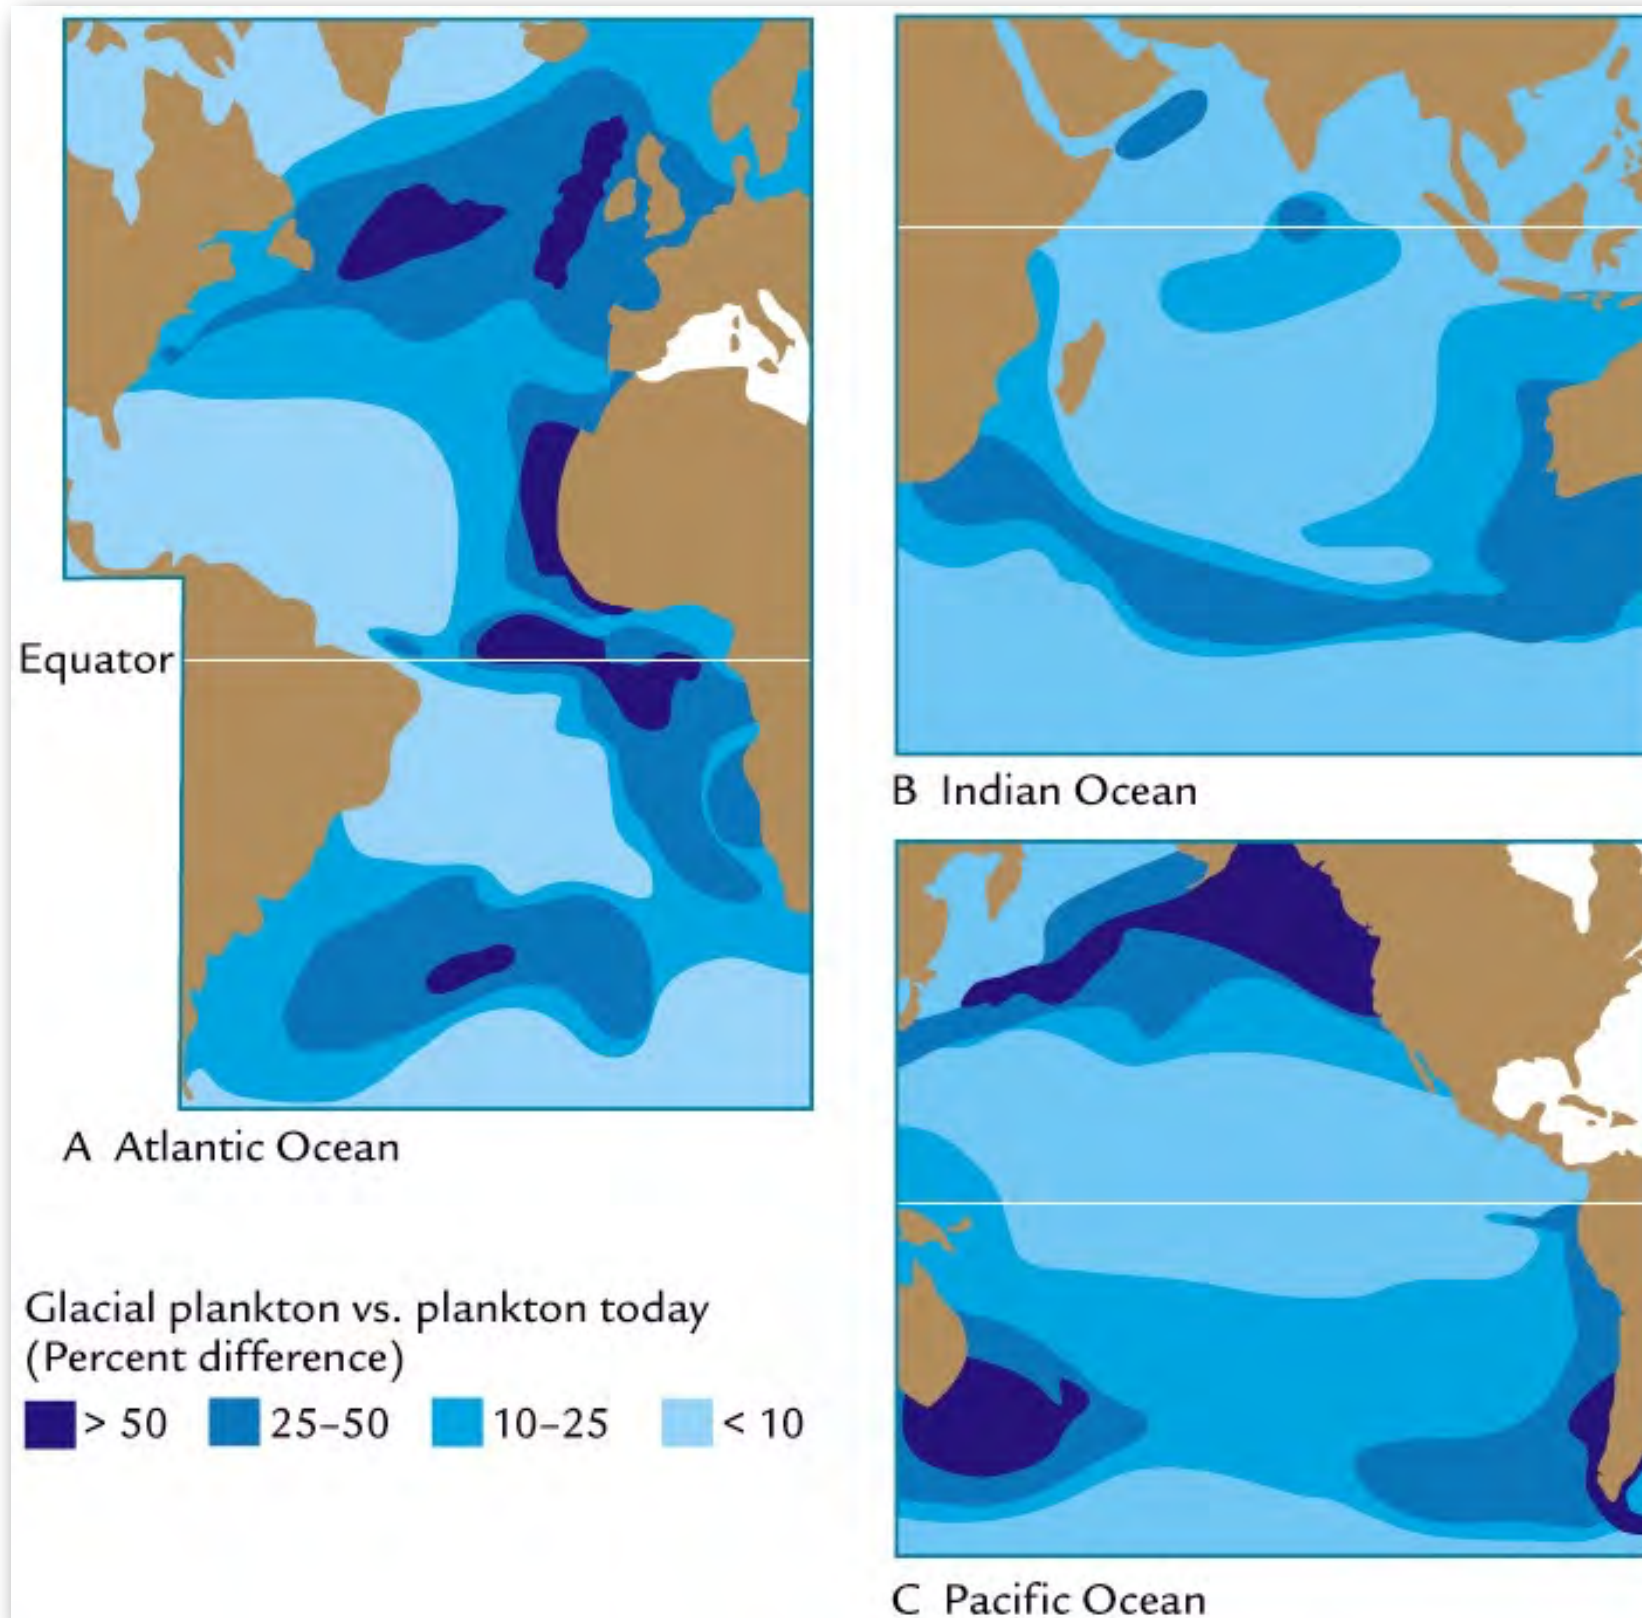 Equator
A Atlantic Ocean
B Indian Ocean
Glacial plankton vs. plankton today
(Percent difference)
> 50
25–50
10–25
< 10
C Pacific Ocean